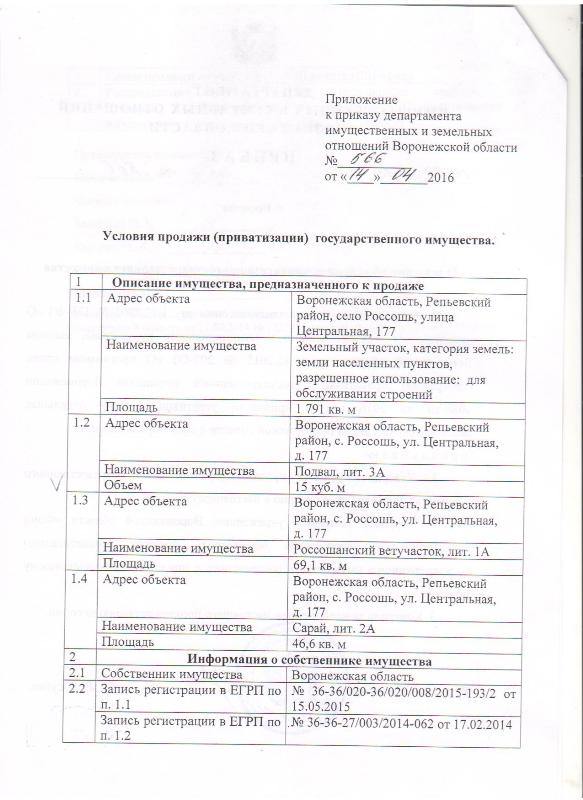 Приложение
к приказу департамента
имущественных и земельных
отношений Воронежской области
№ 566
от «14» 04 2016
Условия продажи (приватизации) государственного имущества.
1 Описание имущества, предназначенного к продаже
1.1 Адрес объекта Воронежская область, Репьевский
район, село Россошь, улица
Центральная, 177
Наименование имущества Земельный участок, категория земель:
земли населенных пунктов,
разрешенное использование: для
обслуживания строений
Площадь 1 791 кв. м
1.2 Адрес объекта Воронежская область, Репьевский
район, с. Россошь, ул. Центральная,
д. 177
Наименование имущества Подвал, лит. 3А
Объем 15 куб. м
1.3 Адрес объекта Воронежская область, Репьевский
район, с. Россошь, ул. Центральная,
д. 177
Наименование имущества Россошанский ветучасток, лит. 1А
Площадь 69,1 кв. м
1.4 Адрес объекта Воронежская область, Репьевский
район, с. Россошь, ул. Центральная,
д. 177
Наименование имущества Сарай, лит. 2А
Площадь 46,6 кв. м
2 Информация о собственнике имущества
2.1 Собственник имущества Воронежская область
2.2 Запись регистрации в ЕГРП по № 36-36/020-36/020/008/2015-193/2 от
п. 1.1 15.05.2015
Запись регистрации в ЕГРП по № 36-36-27/003/2014-062 от 17.02.2014
п. 1.2